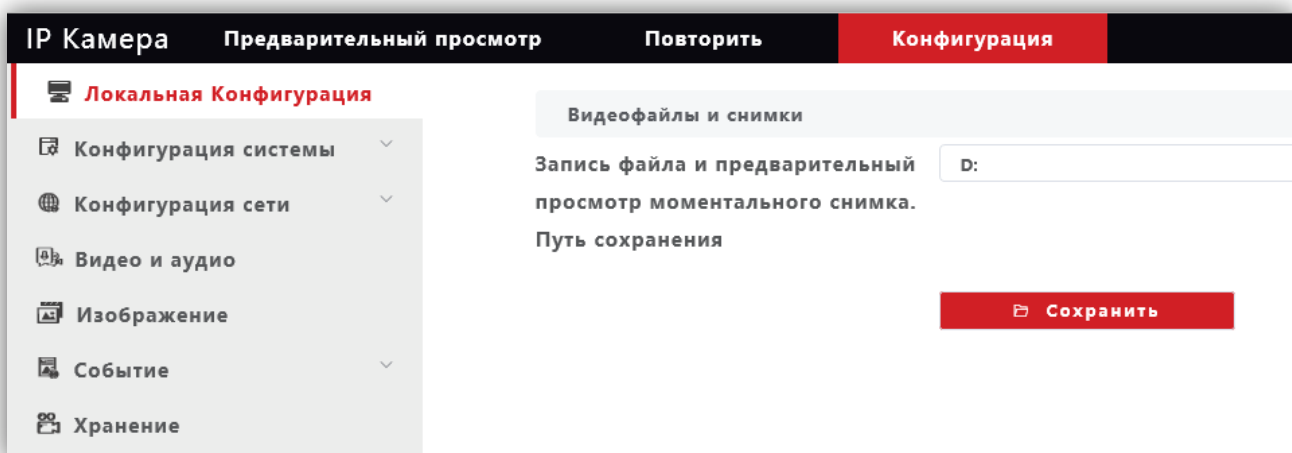 IP Камера Предварительный просмотр Повторить Конфигурация
Локальная Конфигурация
Конфигурация системы
Конфигурация сети
Видео и аудио
Изображение
Событие
Хранение
Видеофайлы и снимки
Запись файла и предварительный
просмотр моментального снимка.
Путь сохранения
D:
Сохранить